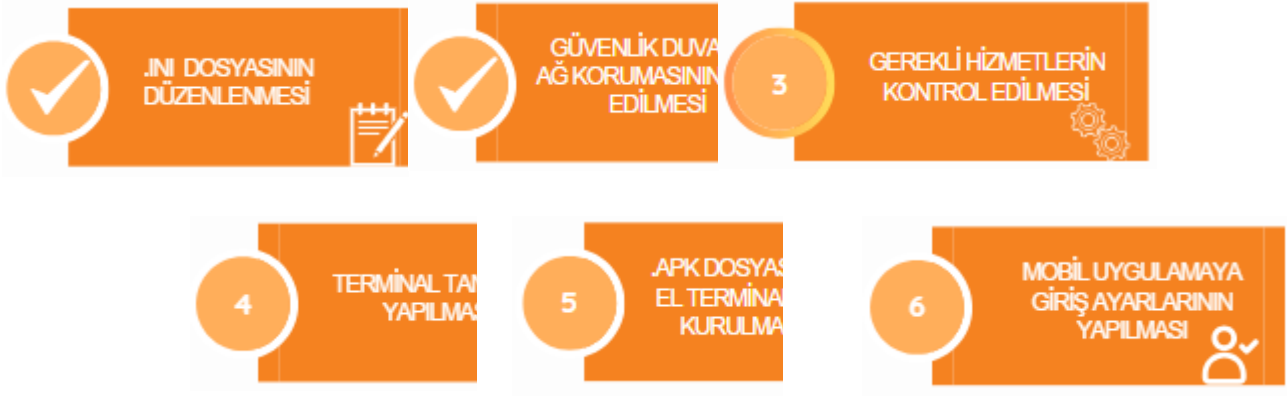 .INI DOSYASININ
DÜZENLENMESİ
GÜVENLİK DUVA
AĞ KORUMASININ
EDİLMESİ
3
GEREKLİ HİZMETLERİN
KONTROL EDİLMESİ
4
TERMİNAL TAN
YAPILMAS
5
.APK DOSYAS
EL TERMİNA
KURULMA
6
MOBİL UYGULAMAYA
GİRİŞ AYARLARININ
YAPILMASI